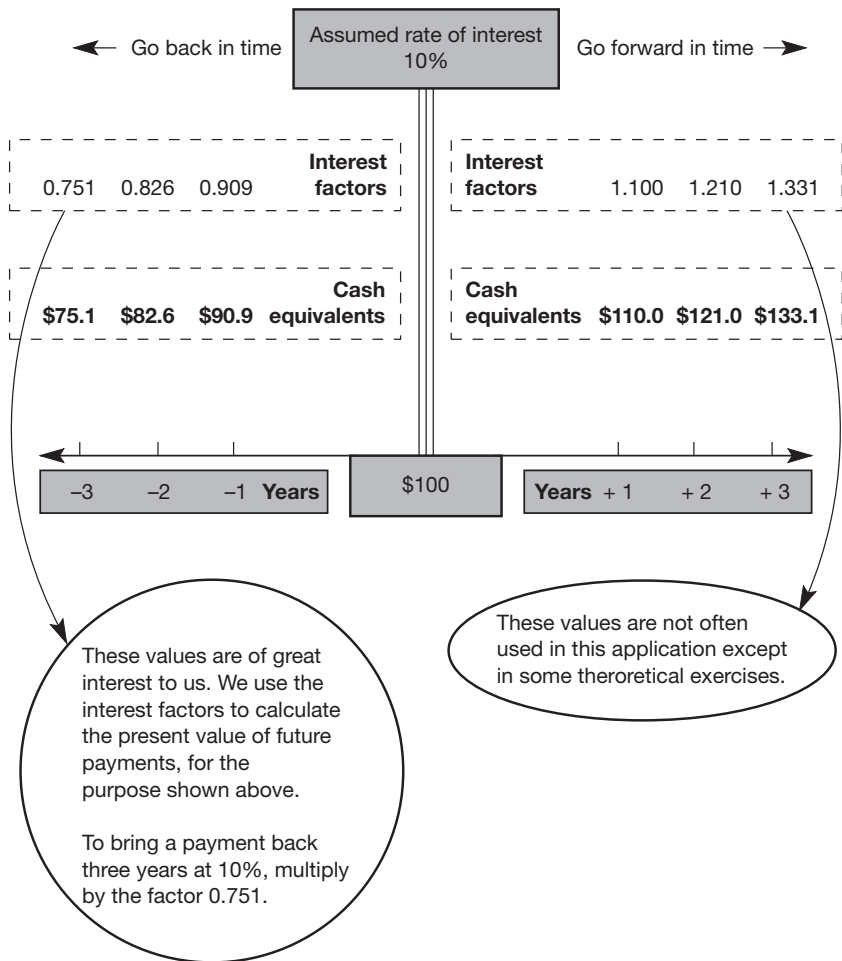 Go back in time
Assumed rate of interest
10%
Go forward in time
Interest
0.751 0.826 0.909 factors
Interest
factors 1.100 1.210 1.331
Cash
$75.1 $82.6 $90.9 equivalents
Cash
equivalents $110.0 $121.0 $133.1
–3 –2 –1 Years
$100
Years + 1 + 2 + 3
These values are of great
interest to us. We use the
interest factors to calculate
the present value of future
payments, for the
purpose shown above.
To bring a payment back
three years at 10%, multiply
by the factor 0.751.
These values are not often
used in this application except
in some theroretical exercises.